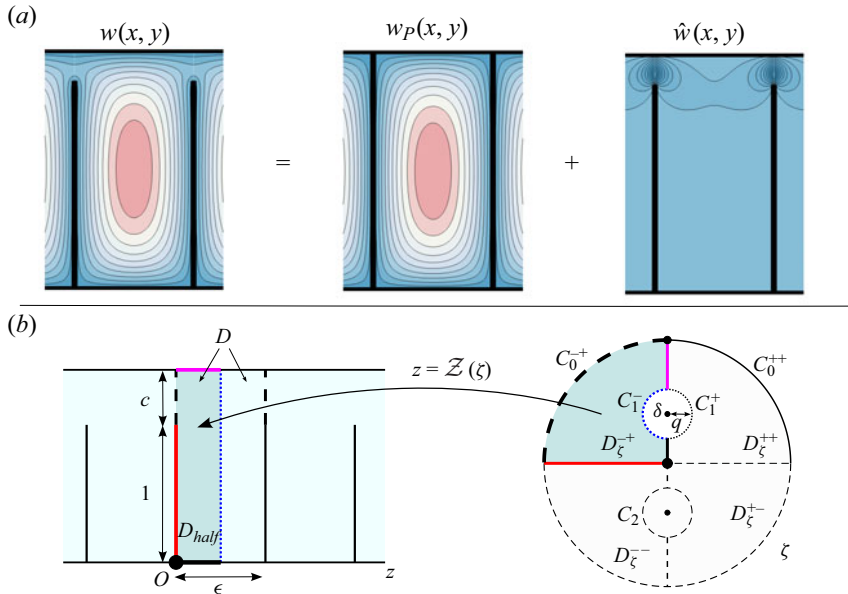 (a)
w(x, y)
w_P(x, y)
ŵ(x, y)
=
+
(b)
D
c
1
D_half
O
ϵ
z
z = Z(ζ)
C_0^{-+}
C_0^{++}
C_1^-
C_1^+
δ
q
D_ζ^{-+}
D_ζ^{++}
C_2
D_ζ^{+-}
D_ζ^{--}
ζ